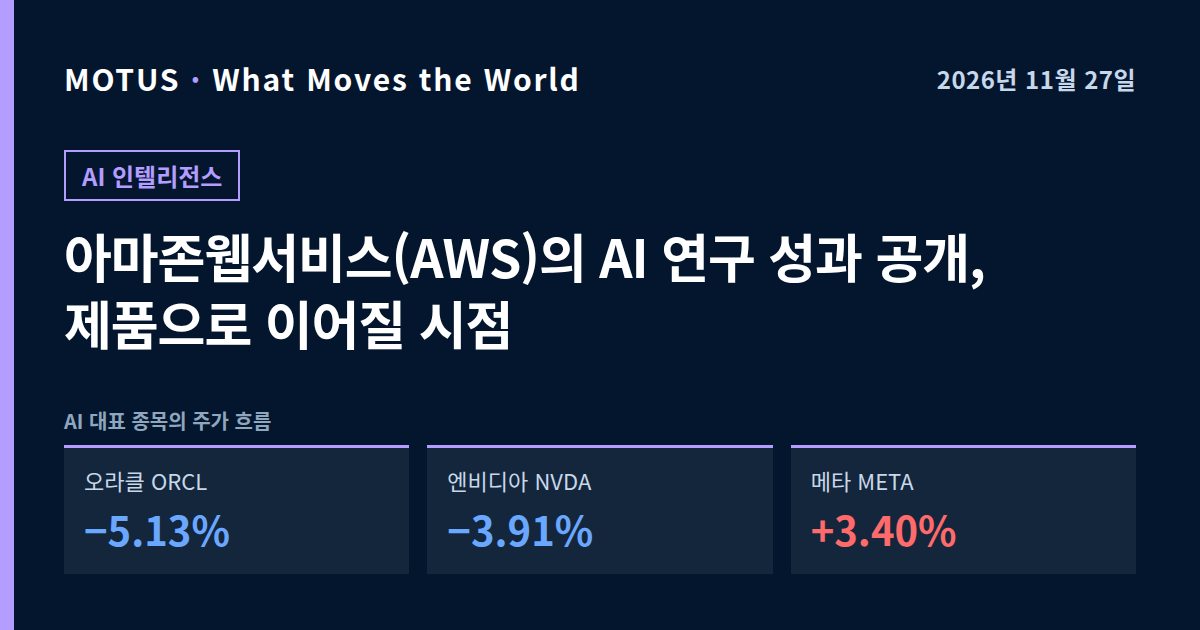 MOTUS · What Moves the World
2026년 11월 27일
AI 인텔리전스
아마존웹서비스(AWS)의 AI 연구 성과 공개,
제품으로 이어질 시점
AI 대표 종목의 주가 흐름
오라클 ORCL
−5.13%
엔비디아 NVDA
−3.91%
메타 META
+3.40%